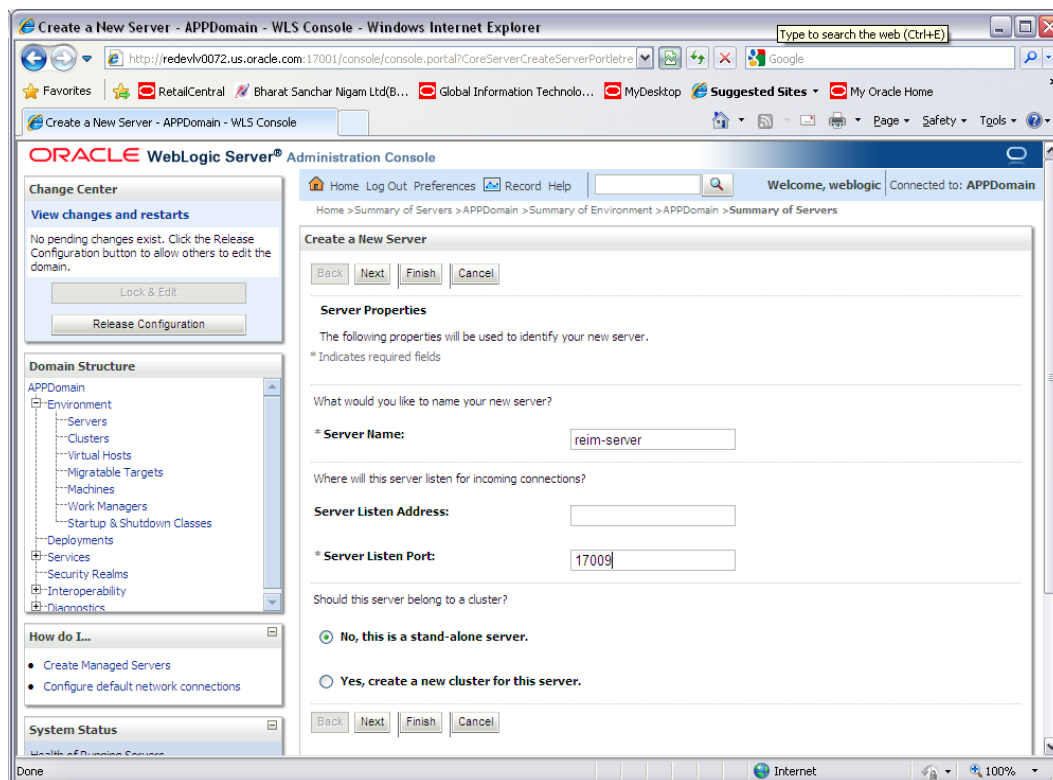 Create a New Server - APPDomain - WLS Console - Windows Internet Explorer
Type to search the web (Ctrl+E)
http://redevlv0072.us.oracle.com:17001/console/console.portal?CoreServerCreateServerPortletre
Google
Favorites RetailCentral Bharat Sanchar Nigam Ltd(B... Global Information Technolo... MyDesktop Suggested Sites My Oracle Home
Create a New Server - APPDomain - WLS Console
Page Safety Tools
ORACLE WebLogic Server® Administration Console
Change Center
View changes and restarts
No pending changes exist. Click the Release
Configuration button to allow others to edit the
domain.
Lock & Edit
Release Configuration
Domain Structure
APPDomain
Environment
Servers
Clusters
Virtual Hosts
Migratable Targets
Machines
Work Managers
Startup & Shutdown Classes
Deployments
Services
Security Realms
Interoperability
Diagnostics
How do I...
Create Managed Servers
Configure default network connections
System Status
Health of Running Servers
Home Log Out Preferences Record Help
Welcome, weblogic Connected to: APPDomain
Home >Summary of Servers >APPDomain >Summary of Environment >APPDomain >Summary of Servers
Create a New Server
Back Next Finish Cancel
Server Properties
The following properties will be used to identify your new server.
* Indicates required fields
What would you like to name your new server?
* Server Name: reim-server
Where will this server listen for incoming connections?
Server Listen Address:
* Server Listen Port: 17009
Should this server belong to a cluster?
No, this is a stand-alone server.
Yes, create a new cluster for this server.
Back Next Finish Cancel
Done Internet 100%